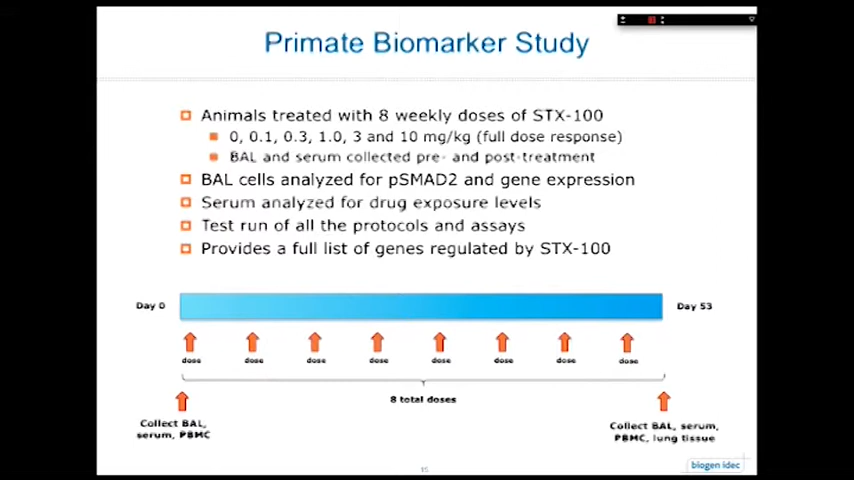 Primate Biomarker Study
Animals treated with 8 weekly doses of STX-100
0, 0.1, 0.3, 1.0, 3 and 10 mg/kg (full dose response)
BAL and serum collected pre- and post-treatment
BAL cells analyzed for pSMAD2 and gene expression
Serum analyzed for drug exposure levels
Test run of all the protocols and assays
Provides a full list of genes regulated by STX-100
Day 0
Day 53
dose dose dose dose dose dose dose dose
8 total doses
Collect BAL,
serum, PBMC
Collect BAL, serum,
PBMC, lung tissue
15
biogen idec